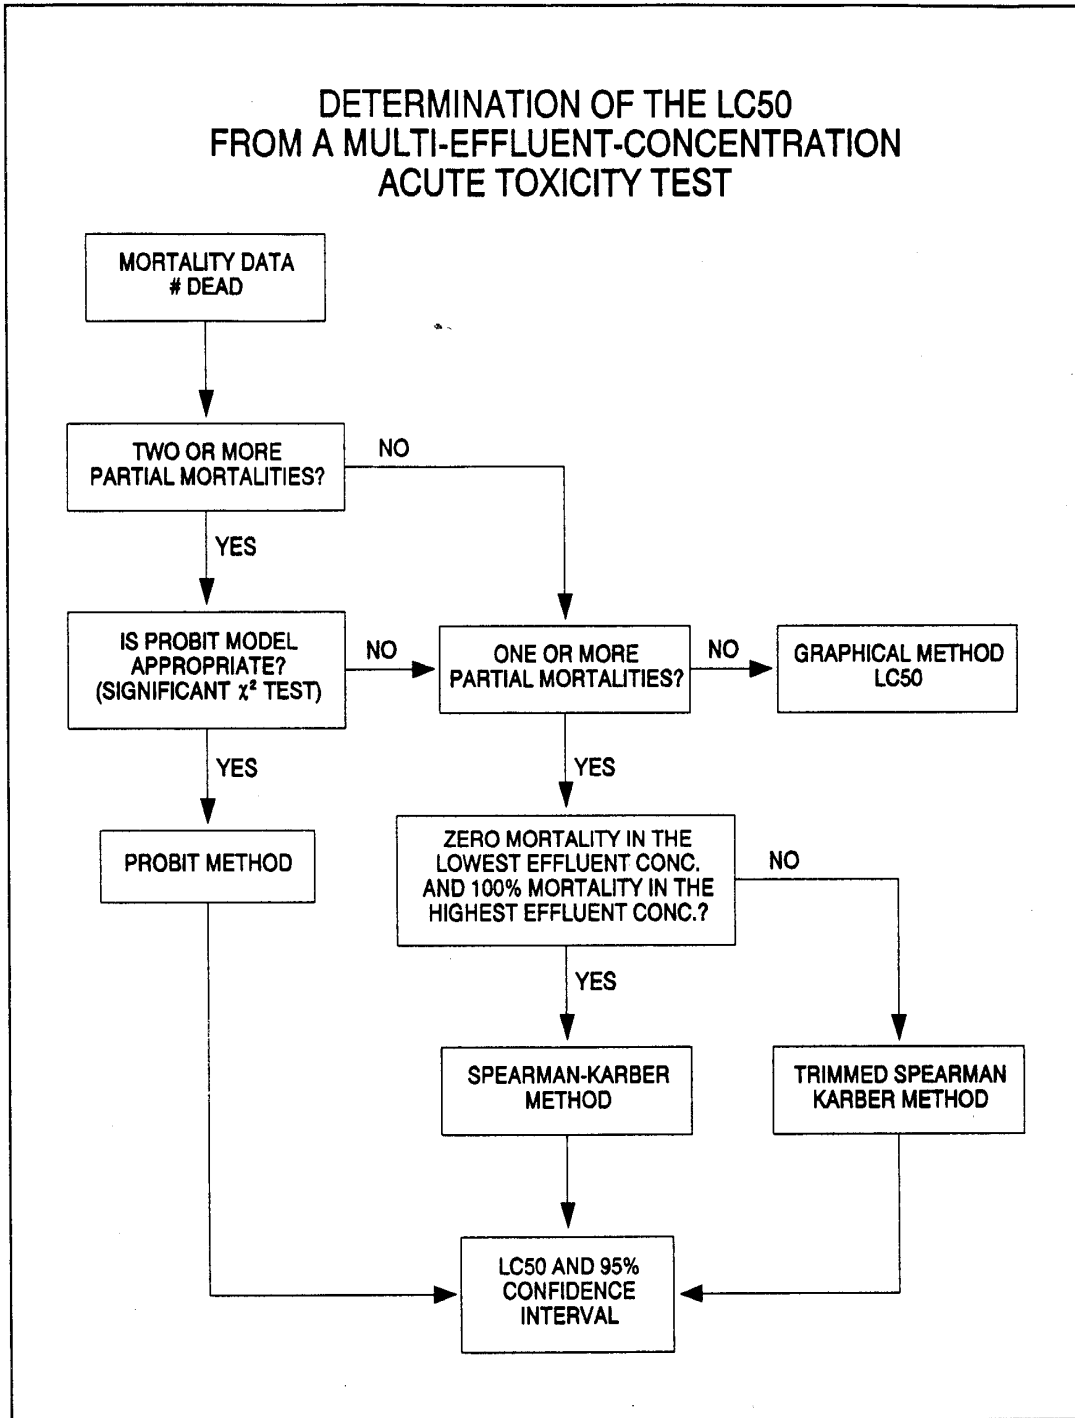 DETERMINATION OF THE LC50
FROM A MULTI-EFFLUENT-CONCENTRATION
ACUTE TOXICITY TEST
MORTALITY DATA
# DEAD
TWO OR MORE
PARTIAL MORTALITIES?
NO
YES
IS PROBIT MODEL
APPROPRIATE?
(SIGNIFICANT χ² TEST)
NO
ONE OR MORE
PARTIAL MORTALITIES?
NO
GRAPHICAL METHOD
LC50
YES
YES
PROBIT METHOD
ZERO MORTALITY IN THE
LOWEST EFFLUENT CONC.
AND 100% MORTALITY IN THE
HIGHEST EFFLUENT CONC.?
NO
YES
SPEARMAN-KARBER
METHOD
TRIMMED SPEARMAN
KARBER METHOD
LC50 AND 95%
CONFIDENCE
INTERVAL